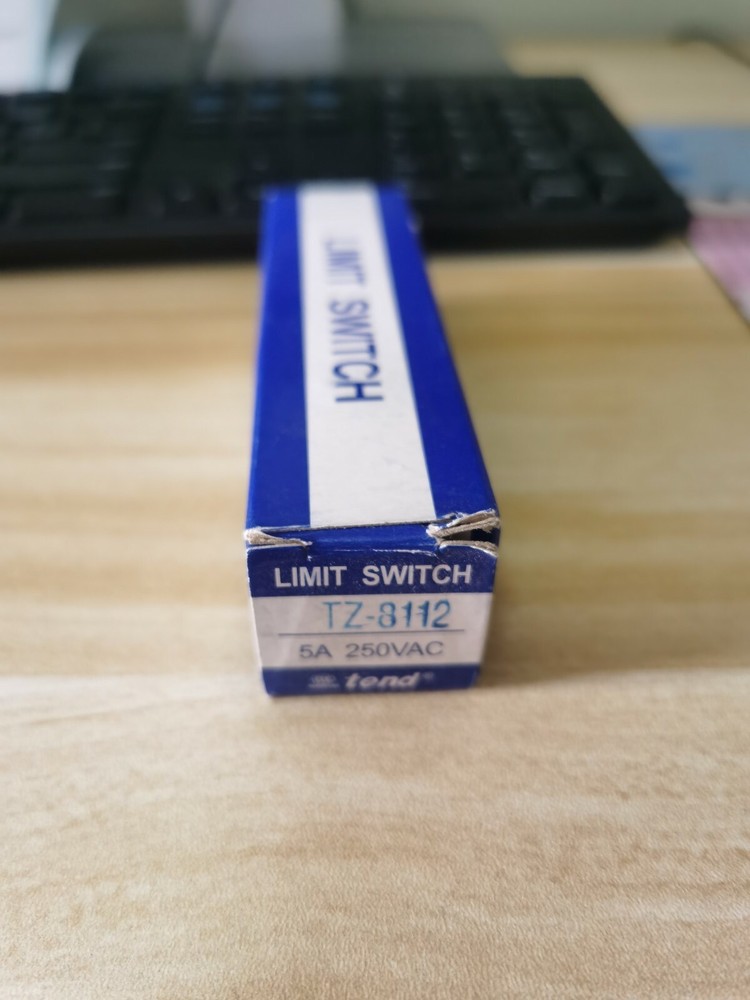 LIMIT SWITCH
LIMIT SWITCH
TZ-8112
5A 250VAC
tend